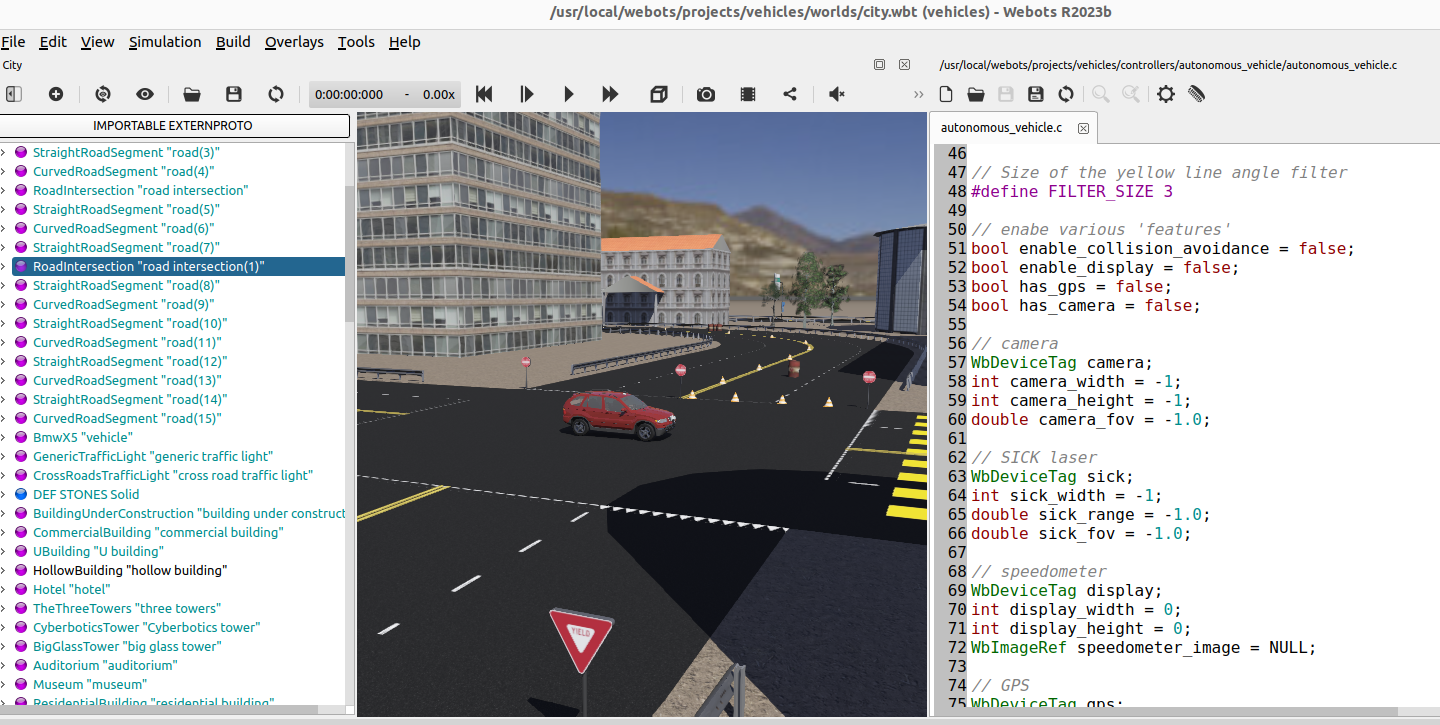 /usr/local/webots/projects/vehicles/worlds/city.wbt (vehicles) - Webots R2023b
File Edit View Simulation Build Overlays Tools Help
City
/usr/local/webots/projects/vehicles/controllers/autonomous_vehicle/autonomous_vehicle.c
0:00:00:000 - 0.00x
IMPORTABLE EXTERNPROTO
StraightRoadSegment "road(3)"
CurvedRoadSegment "road(4)"
RoadIntersection "road intersection"
StraightRoadSegment "road(5)"
CurvedRoadSegment "road(6)"
StraightRoadSegment "road(7)"
RoadIntersection "road intersection(1)"
StraightRoadSegment "road(8)"
CurvedRoadSegment "road(9)"
StraightRoadSegment "road(10)"
CurvedRoadSegment "road(11)"
StraightRoadSegment "road(12)"
CurvedRoadSegment "road(13)"
StraightRoadSegment "road(14)"
CurvedRoadSegment "road(15)"
BmwX5 "vehicle"
GenericTrafficLight "generic traffic light"
CrossRoadsTrafficLight "cross road traffic light"
DEF STONES Solid
BuildingUnderConstruction "building under construct
CommercialBuilding "commercial building"
UBuilding "U building"
HollowBuilding "hollow building"
Hotel "hotel"
TheThreeTowers "three towers"
CyberboticsTower "Cyberbotics tower"
BigGlassTower "big glass tower"
Auditorium "auditorium"
Museum "museum"
ResidentialBuilding "residential building"
YIELD
autonomous_vehicle.c
46
47 // Size of the yellow line angle filter
48 #define FILTER_SIZE 3
49
50 // enabe various 'features'
51 bool enable_collision_avoidance = false;
52 bool enable_display = false;
53 bool has_gps = false;
54 bool has_camera = false;
55
56 // camera
57 WbDeviceTag camera;
58 int camera_width = -1;
59 int camera_height = -1;
60 double camera_fov = -1.0;
61
62 // SICK laser
63 WbDeviceTag sick;
64 int sick_width = -1;
65 double sick_range = -1.0;
66 double sick_fov = -1.0;
67
68 // speedometer
69 WbDeviceTag display;
70 int display_width = 0;
71 int display_height = 0;
72 WbImageRef speedometer_image = NULL;
73
74 // GPS
75 WbDeviceTag gps;